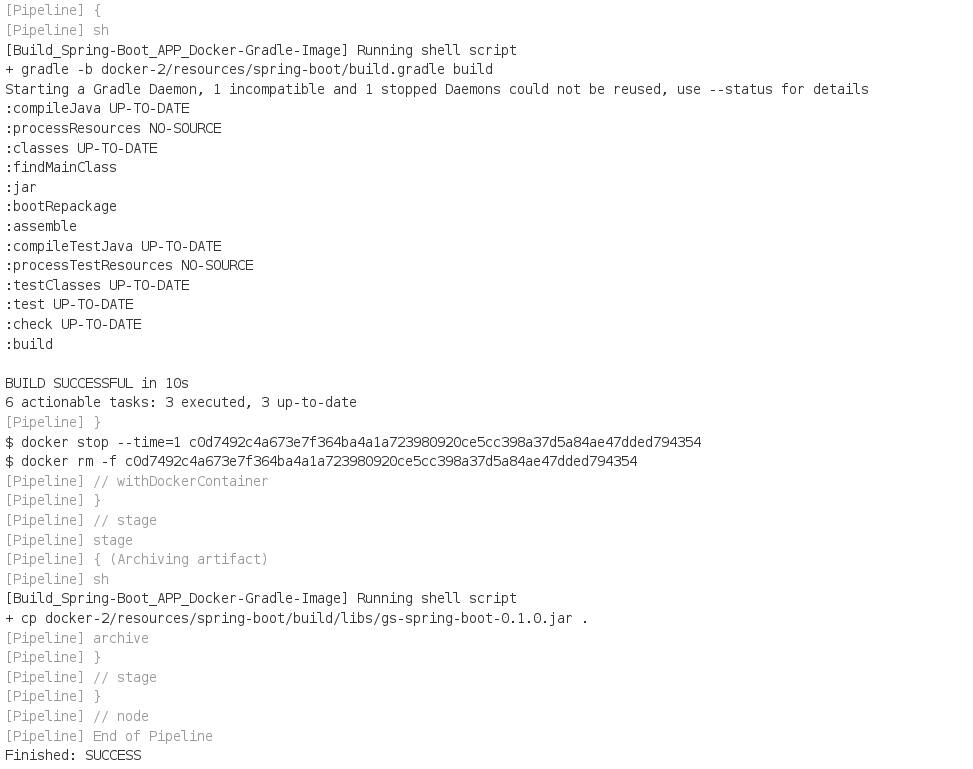 [Pipeline] {
[Pipeline] sh
[Build_Spring-Boot_APP_Docker-Gradle-Image] Running shell script
+ gradle -b docker-2/resources/spring-boot/build.gradle build
Starting a Gradle Daemon, 1 incompatible and 1 stopped Daemons could not be reused, use --status for details
:compileJava UP-TO-DATE
:processResources NO-SOURCE
:classes UP-TO-DATE
:findMainClass
:jar
:bootRepackage
:assemble
:compileTestJava UP-TO-DATE
:processTestResources NO-SOURCE
:testClasses UP-TO-DATE
:test UP-TO-DATE
:check UP-TO-DATE
:build

BUILD SUCCESSFUL in 10s
6 actionable tasks: 3 executed, 3 up-to-date
[Pipeline] }
$ docker stop --time=1 c0d7492c4a673e7f364ba4a1a723980920ce5cc398a37d5a84ae47dded794354
$ docker rm -f c0d7492c4a673e7f364ba4a1a723980920ce5cc398a37d5a84ae47dded794354
[Pipeline] // withDockerContainer
[Pipeline] }
[Pipeline] // stage
[Pipeline] stage
[Pipeline] { (Archiving artifact)
[Pipeline] sh
[Build_Spring-Boot_APP_Docker-Gradle-Image] Running shell script
+ cp docker-2/resources/spring-boot/build/libs/gs-spring-boot-0.1.0.jar .
[Pipeline] archive
[Pipeline] }
[Pipeline] // stage
[Pipeline] }
[Pipeline] // node
[Pipeline] End of Pipeline
Finished: SUCCESS